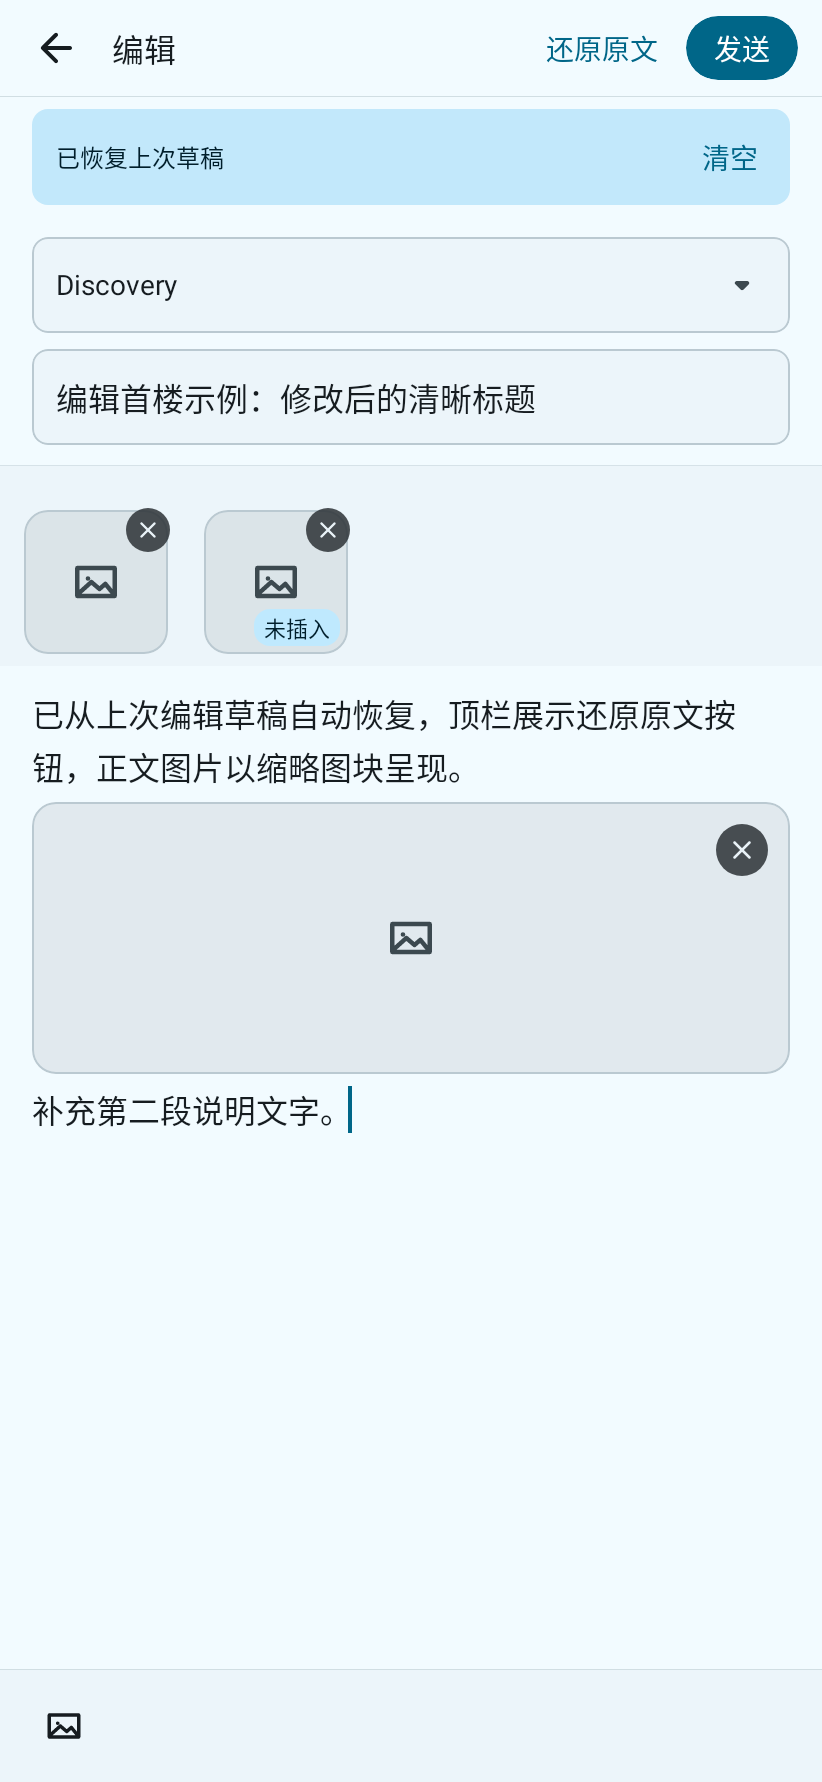 编辑
还原原文
发送
已恢复上次草稿
清空
Discovery
编辑首楼示例：修改后的清晰标题
未插入
已从上次编辑草稿自动恢复，顶栏展示还原原文按
钮，正文图片以缩略图块呈现。
补充第二段说明文字。